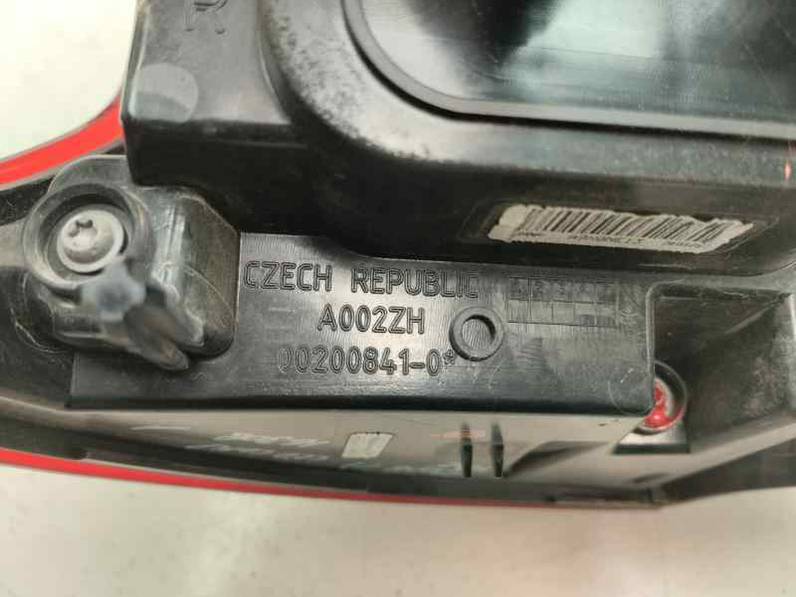 R
CZECH REPUBLIC
A002ZH
00200841-0*